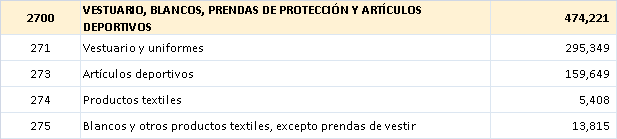 2700 VESTUARIO, BLANCOS, PRENDAS DE PROTECCIÓN Y ARTÍCULOS DEPORTIVOS 474,221
271 Vestuario y uniformes 295,349
273 Artículos deportivos 159,649
274 Productos textiles 5,408
275 Blancos y otros productos textiles, excepto prendas de vestir 13,815